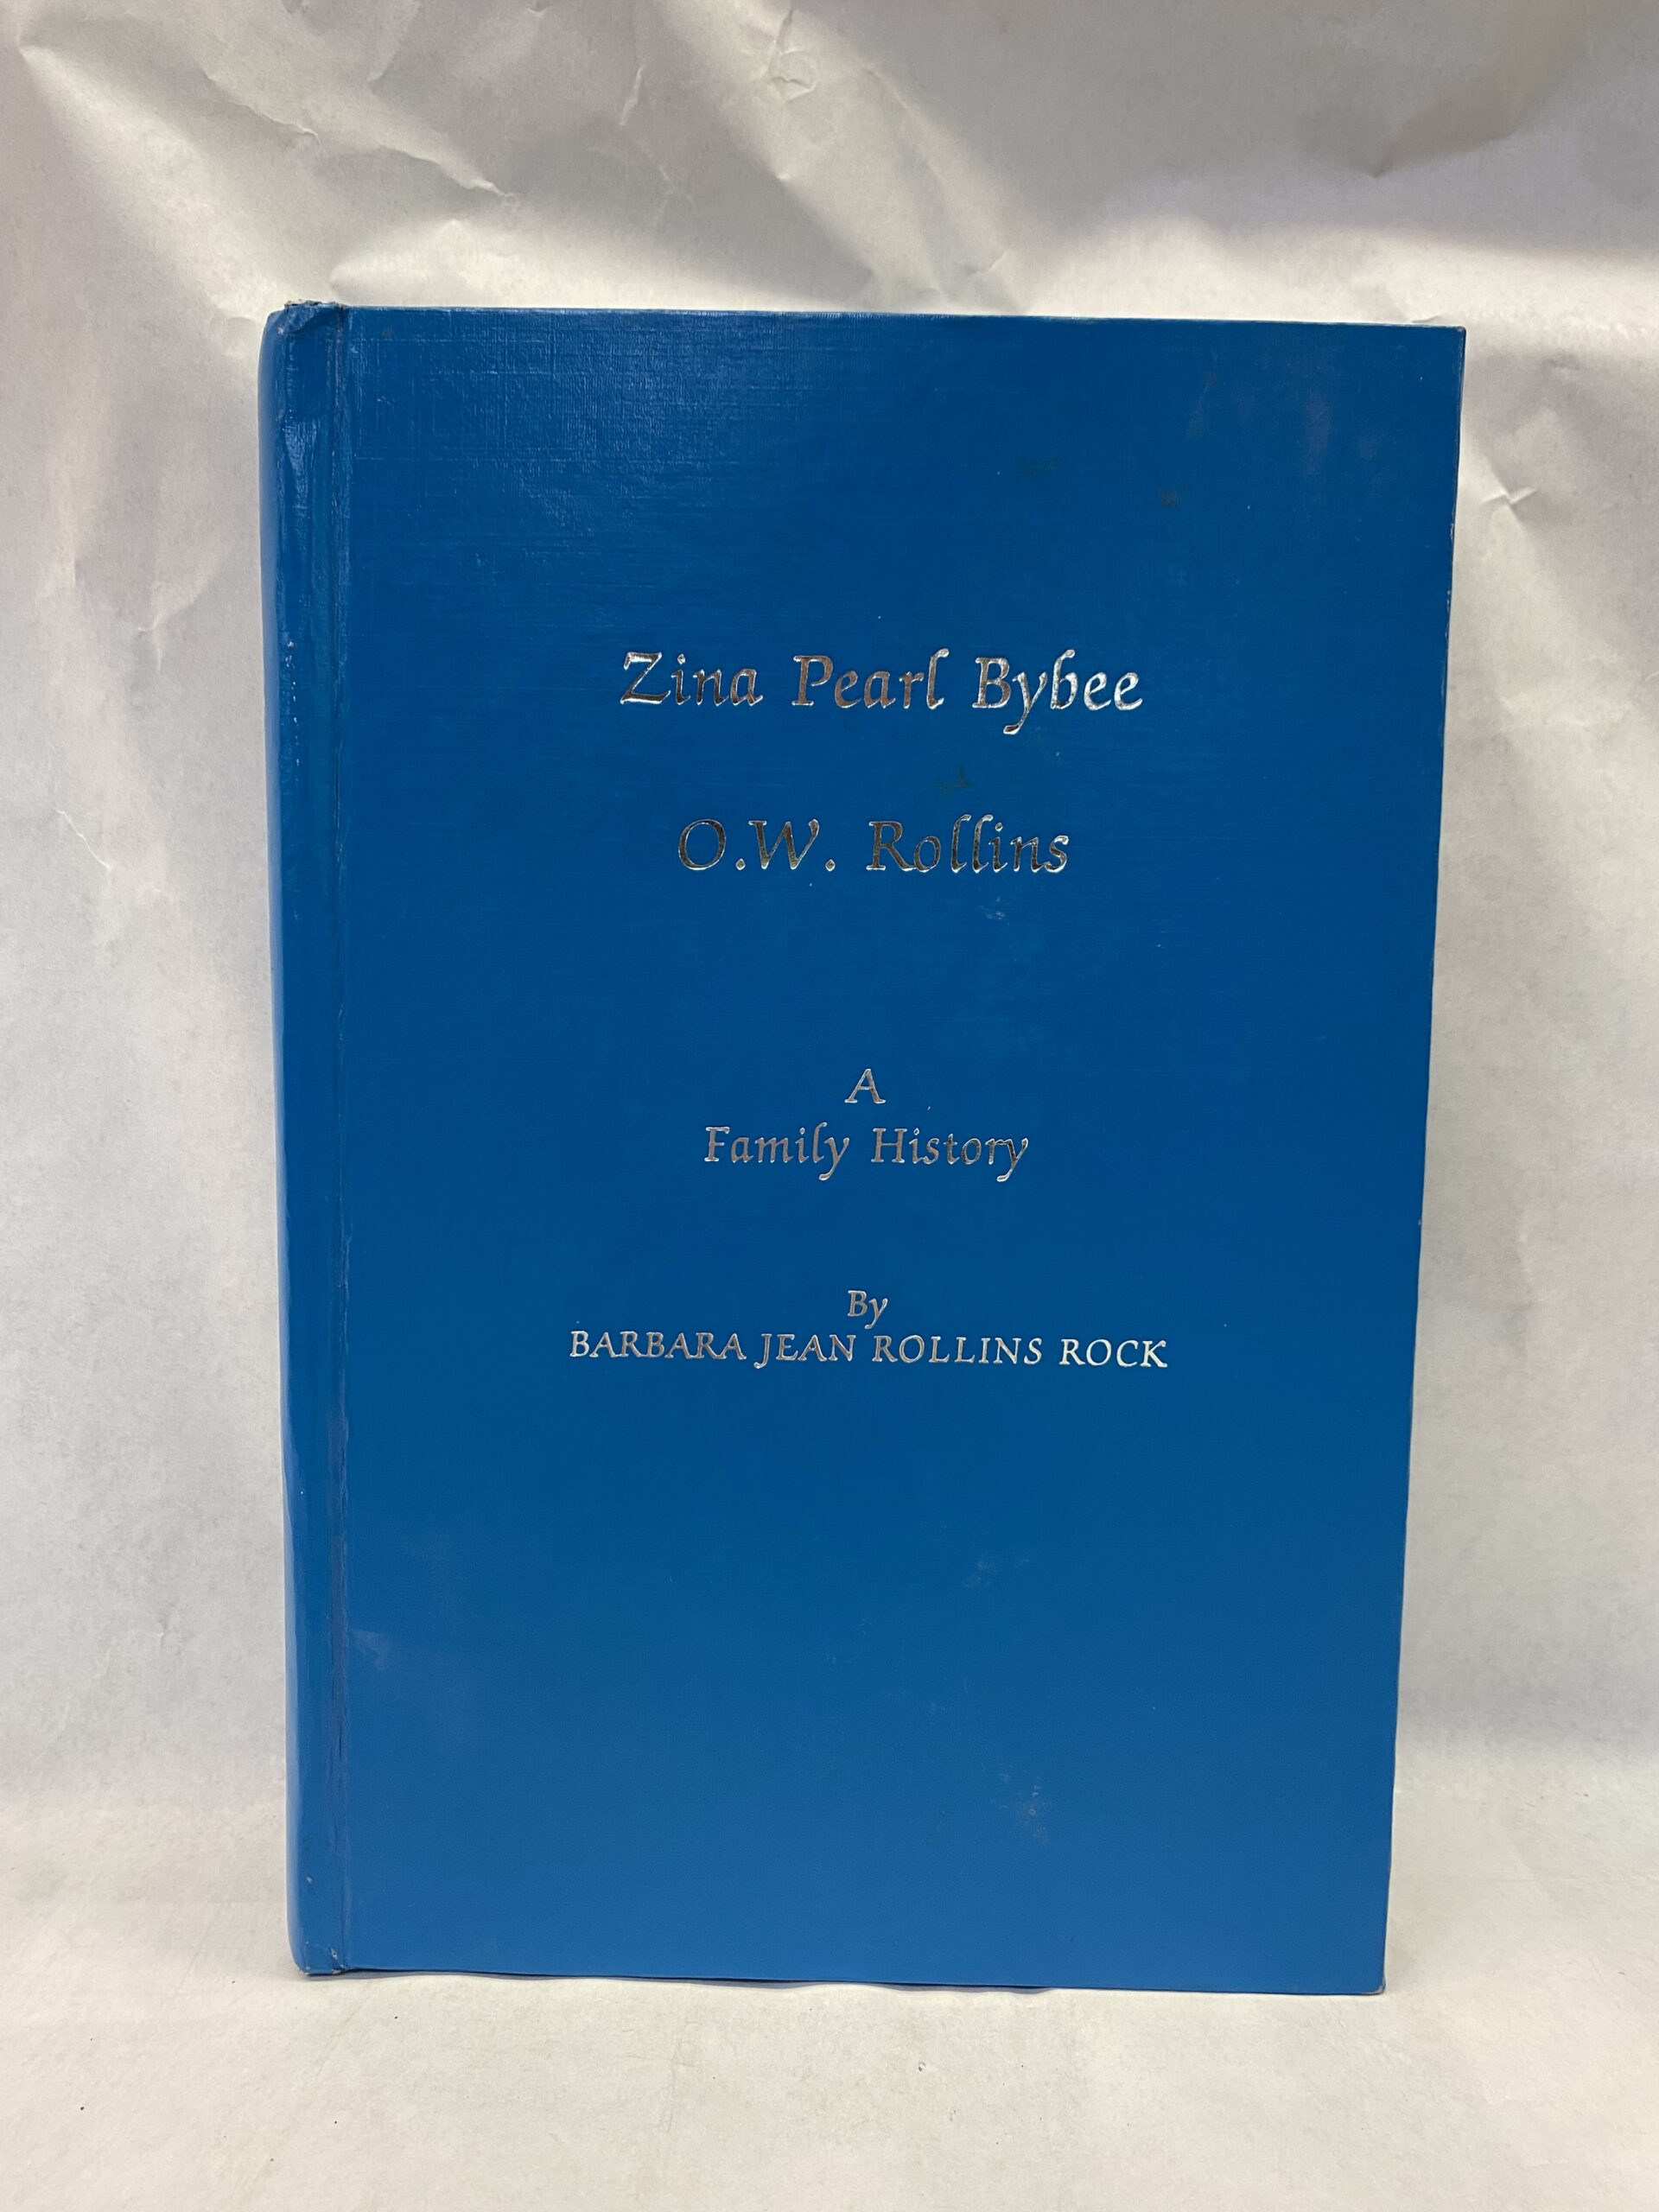 Zina Pearl Bybee
O.W. Rollins
A
Family History
By
BARBARA JEAN ROLLINS ROCK